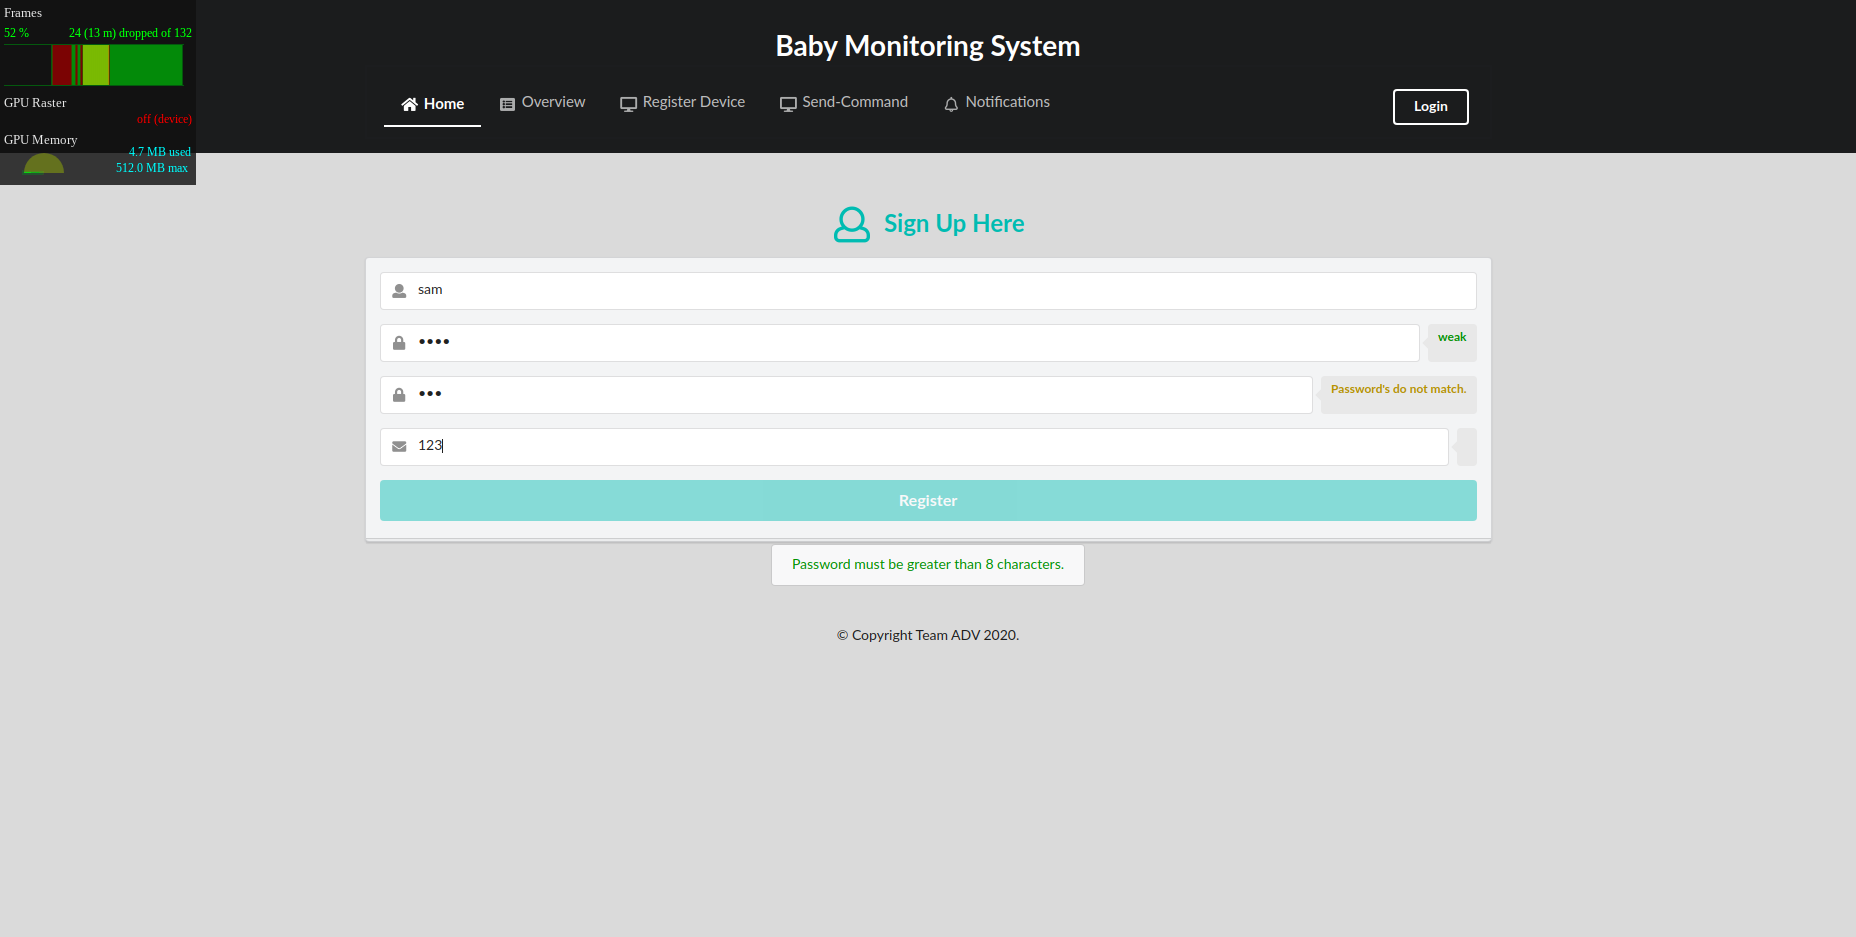 Frames
52 % 24 (13 m) dropped of 132
GPU Raster
off (device)
GPU Memory
4.7 MB used
512.0 MB max
Baby Monitoring System
Home Overview Register Device Send-Command Notifications Login
Sign Up Here
sam
•••• weak
••• Password's do not match.
123
Register
Password must be greater than 8 characters.
© Copyright Team ADV 2020.